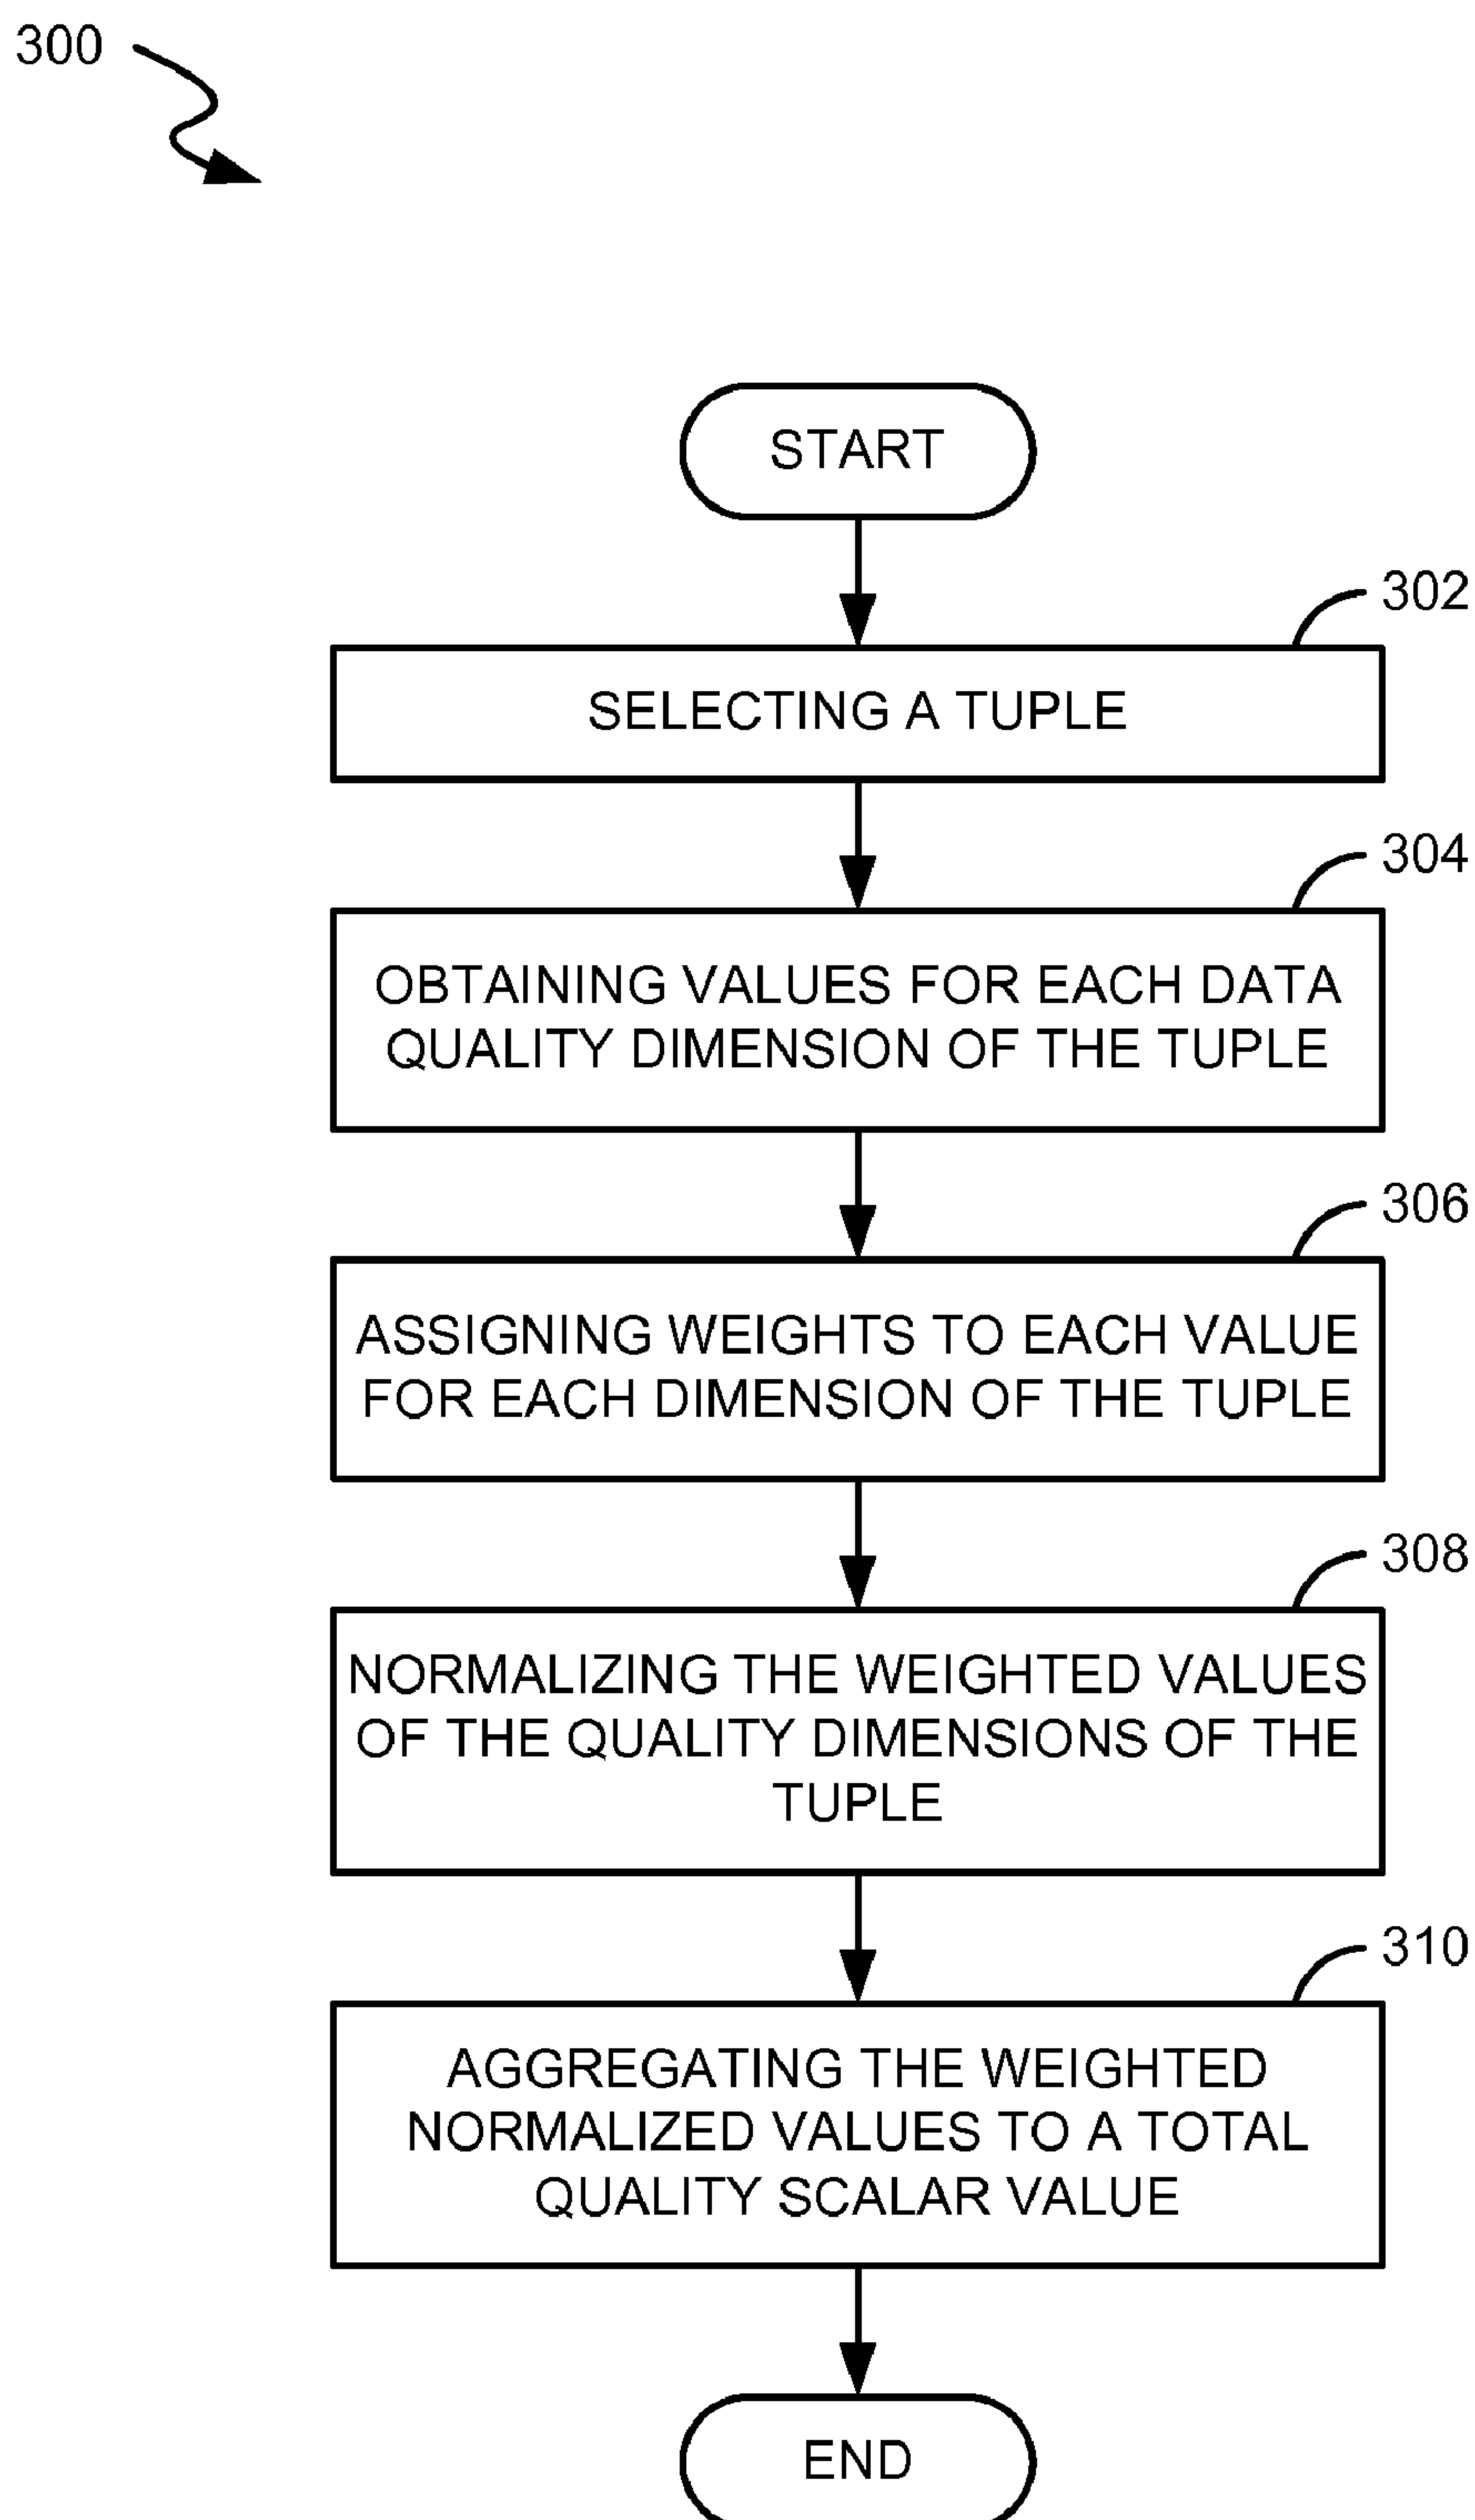 300
START
302
SELECTING A TUPLE
304
OBTAINING VALUES FOR EACH DATA
QUALITY DIMENSION OF THE TUPLE
306
ASSIGNING WEIGHTS TO EACH VALUE
FOR EACH DIMENSION OF THE TUPLE
308
NORMALIZING THE WEIGHTED VALUES
OF THE QUALITY DIMENSIONS OF THE
TUPLE
310
AGGREGATING THE WEIGHTED
NORMALIZED VALUES TO A TOTAL
QUALITY SCALAR VALUE
END